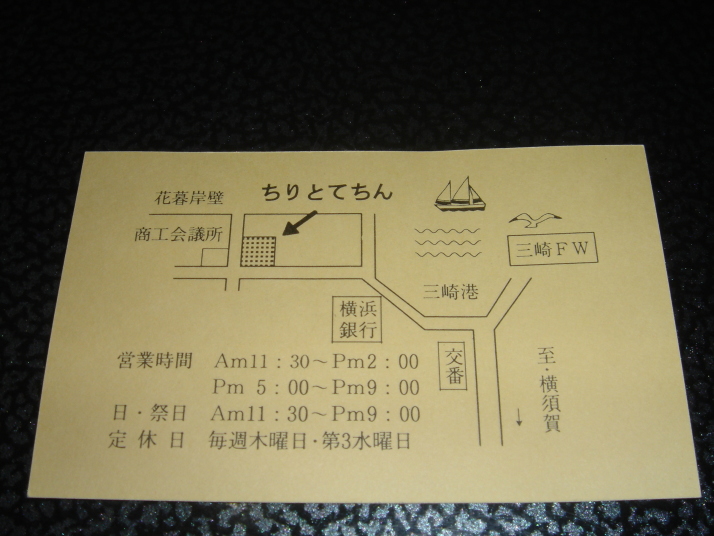 花暮岸壁
ちりとてちん
商工会議所
三崎FW
三崎港
横浜
銀行
交番
至・横須賀
営業時間 Am11：30～Pm2：00
Pm 5：00～Pm9：00
日・祭日 Am11：30～Pm9：00
定休日 毎週木曜日・第3水曜日